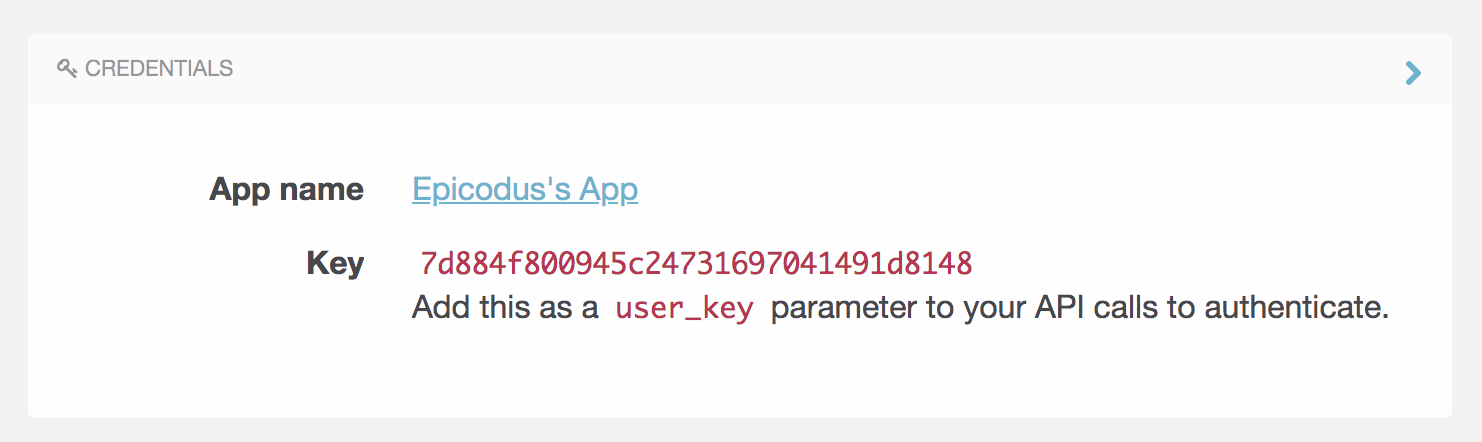 CREDENTIALS
App name Epicodus's App
Key 7d884f800945c24731697041491d8148
Add this as a user_key parameter to your API calls to authenticate.